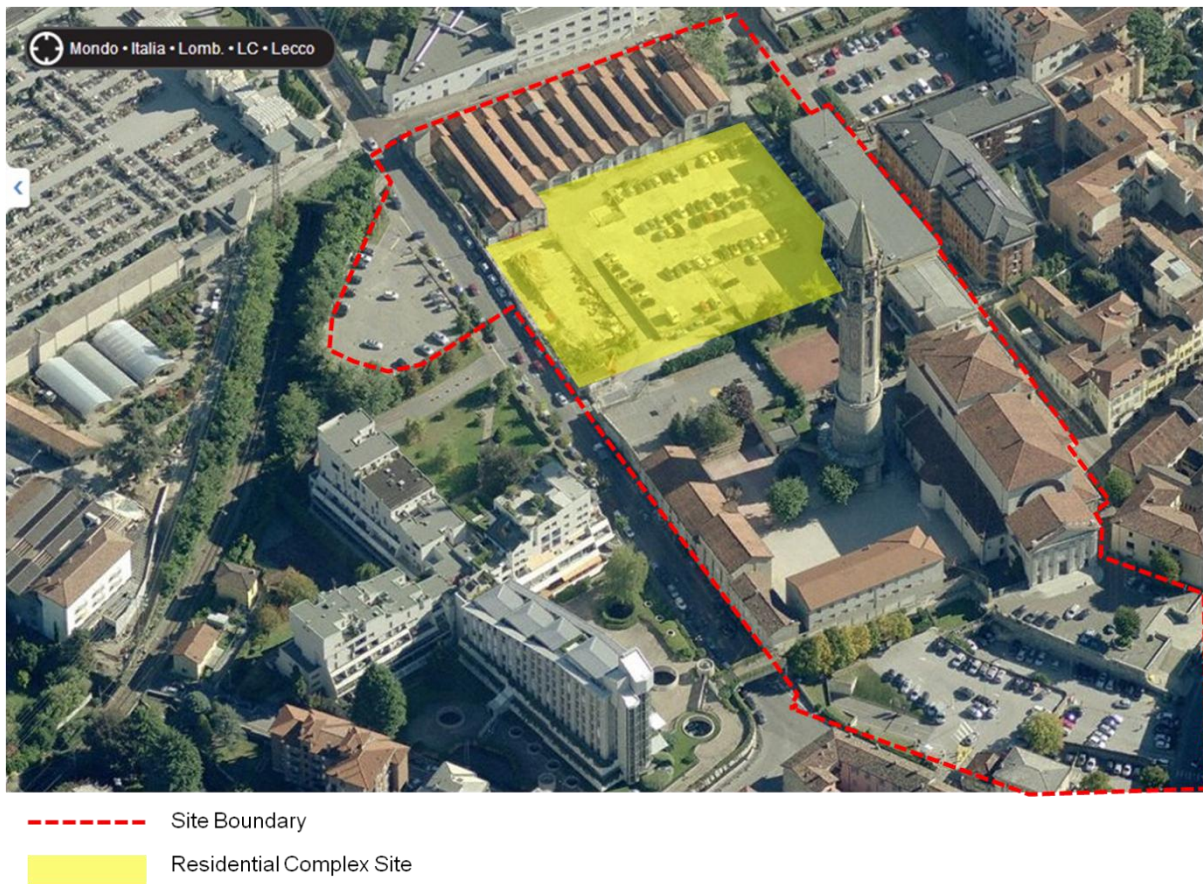 Mondo • Italia • Lomb. • LC • Lecco
Site Boundary
Residential Complex Site